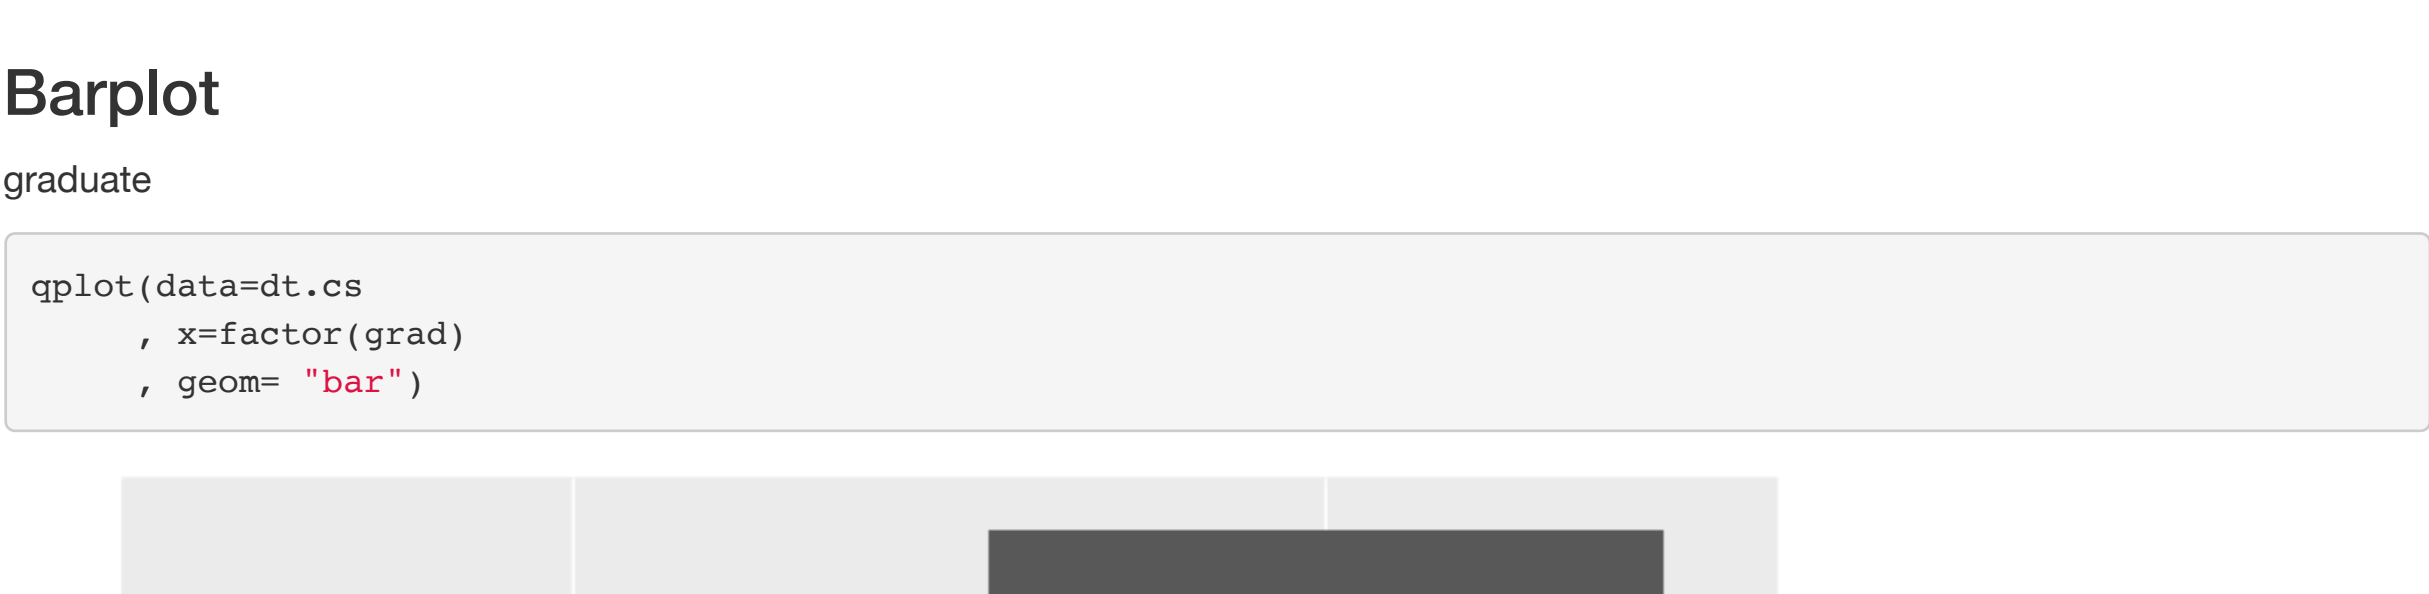 Barplot
graduate
qplot(data=dt.cs
      , x=factor(grad)
      , geom= "bar")